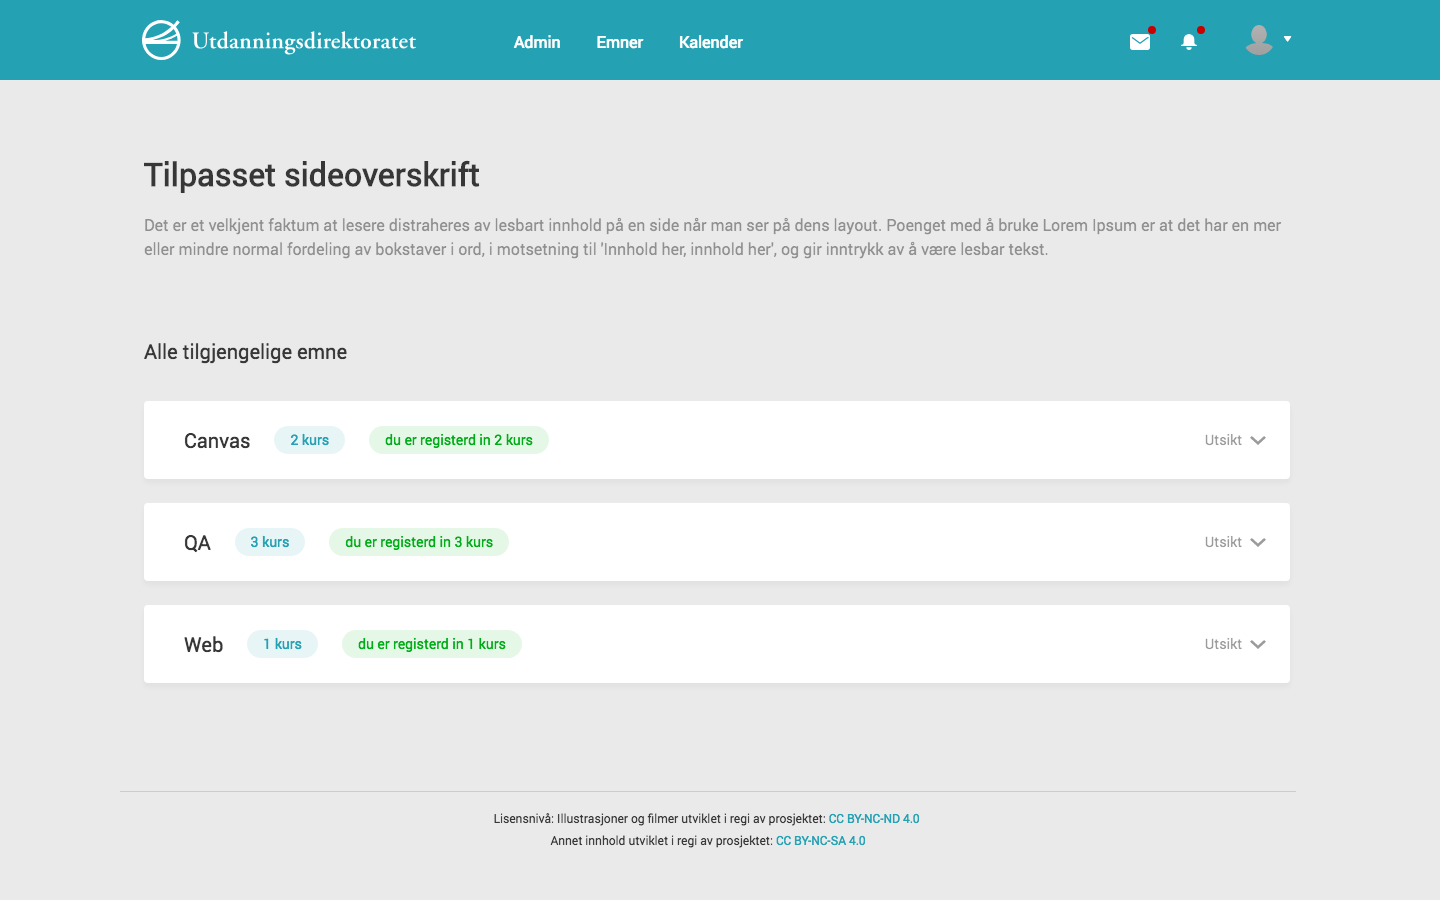 Utdanningsdirektoratet
Admin Emner Kalender
Tilpasset sideoverskrift
Det er et velkjent faktum at lesere distraheres av lesbart innhold på en side når man ser på dens layout. Poenget med å bruke Lorem Ipsum er at det har en mer
eller mindre normal fordeling av bokstaver i ord, i motsetning til 'Innhold her, innhold her', og gir inntrykk av å være lesbar tekst.
Alle tilgjengelige emne
Canvas 2 kurs du er registerd in 2 kurs Utsikt
QA 3 kurs du er registerd in 3 kurs Utsikt
Web 1 kurs du er registerd in 1 kurs Utsikt
Lisensnivå: Illustrasjoner og filmer utviklet i regi av prosjektet: CC BY-NC-ND 4.0
Annet innhold utviklet i regi av prosjektet: CC BY-NC-SA 4.0